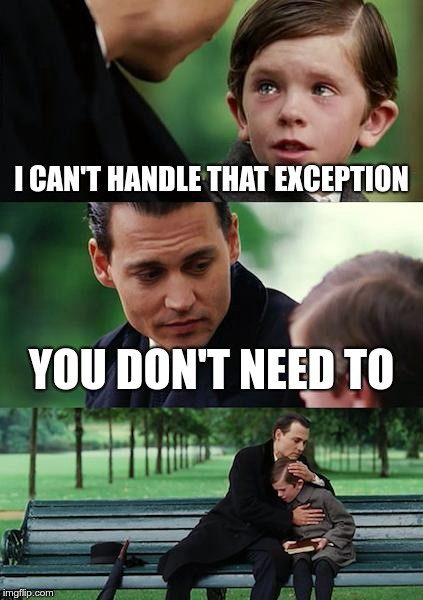 I CAN'T HANDLE THAT EXCEPTION
YOU DON'T NEED TO
imgflip.com